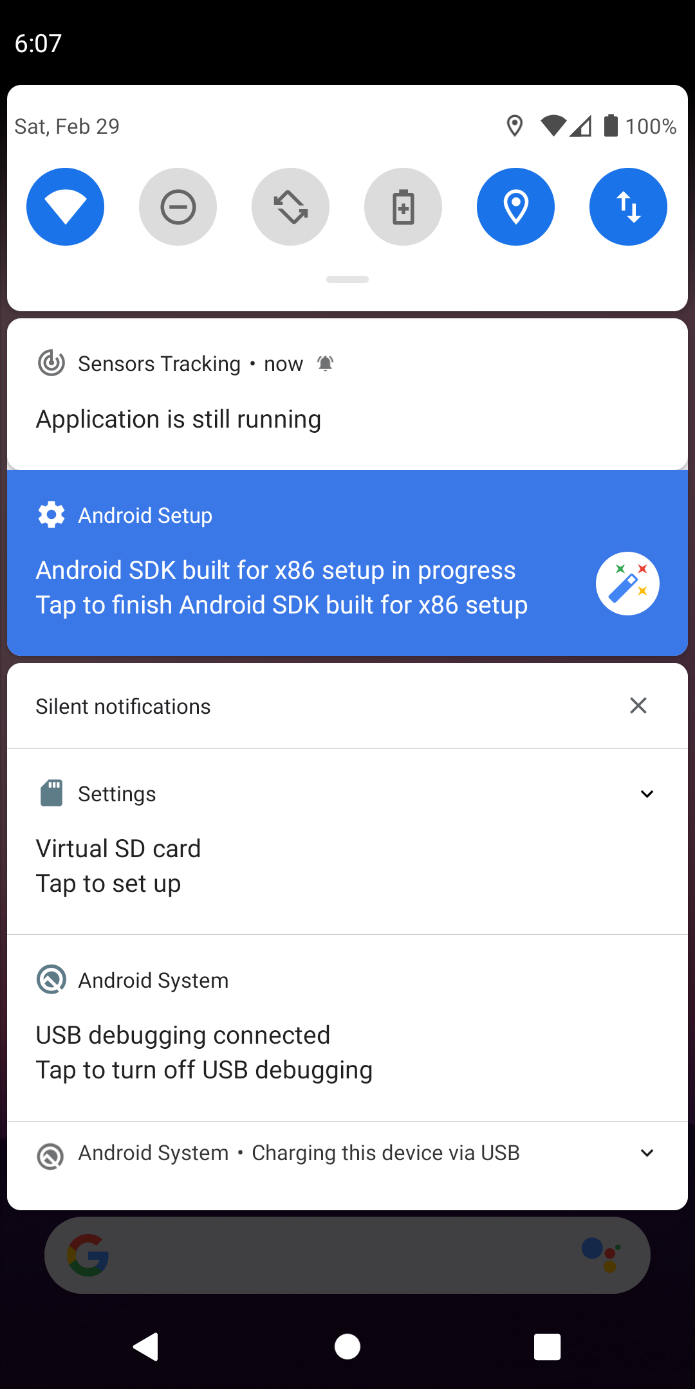 6:07
Sat, Feb 29
100%
Sensors Tracking • now
Application is still running
Android Setup
Android SDK built for x86 setup in progress
Tap to finish Android SDK built for x86 setup
Silent notifications
Settings
Virtual SD card
Tap to set up
Android System
USB debugging connected
Tap to turn off USB debugging
Android System • Charging this device via USB